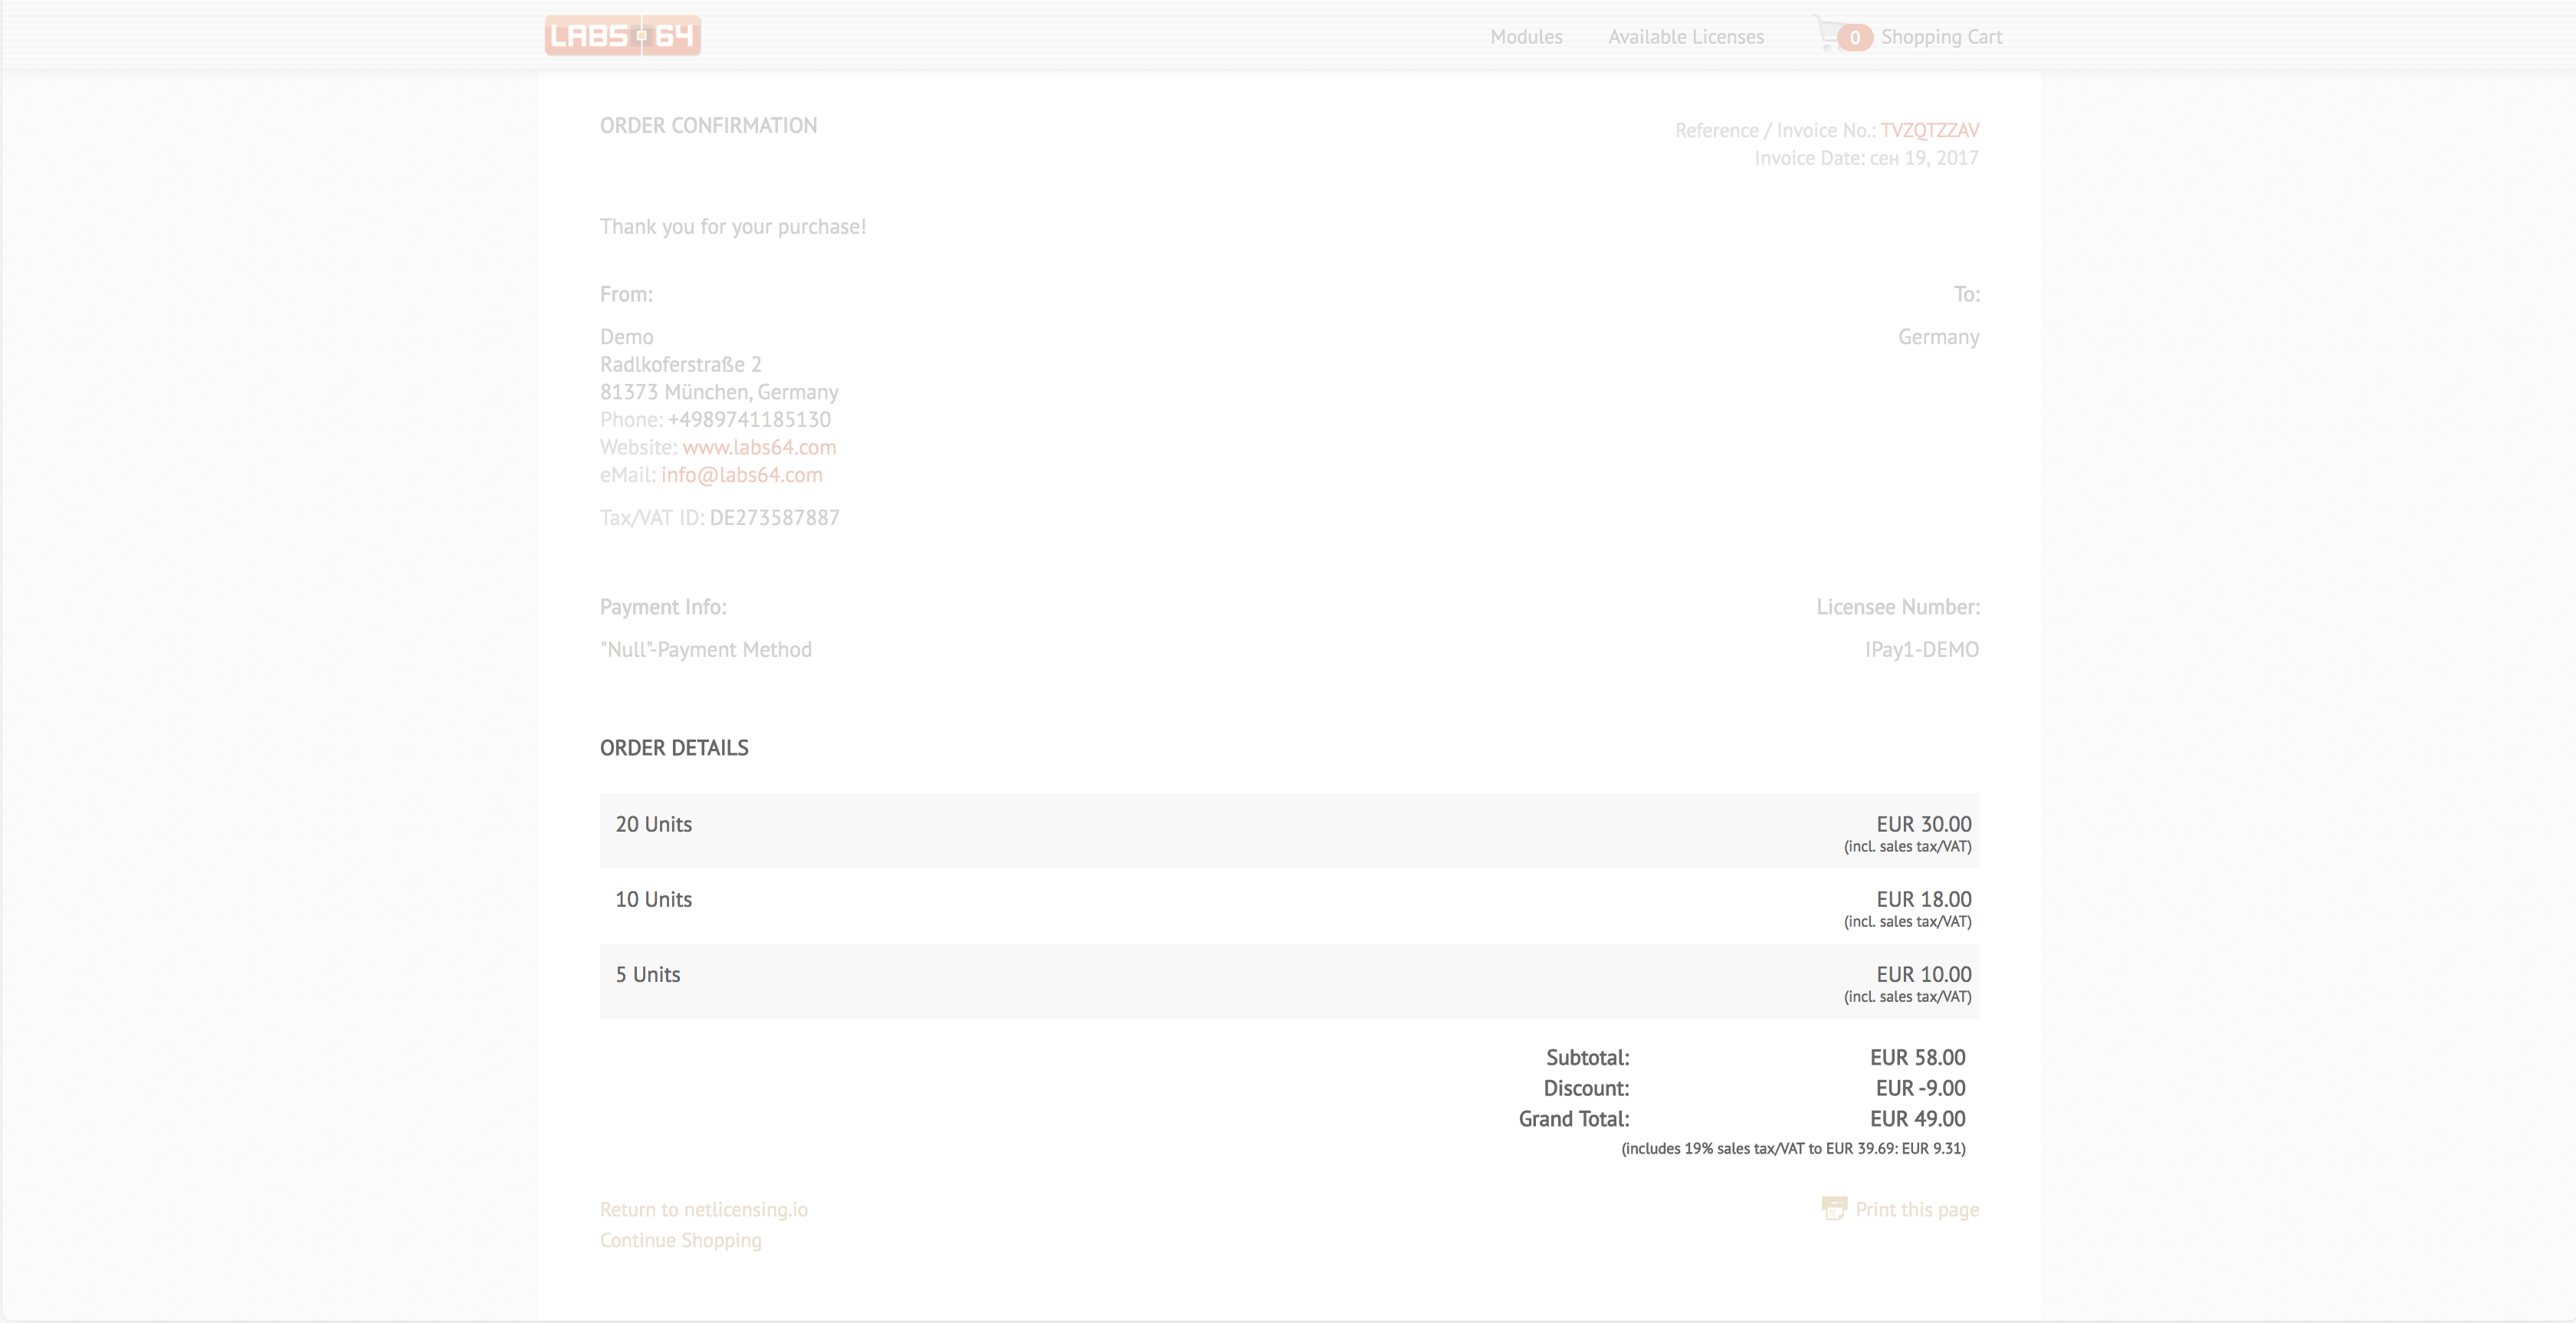 LABS 64
Modules
Available Licenses
0
Shopping Cart
ORDER CONFIRMATION
Reference / Invoice No.: TVZQTZZAV
Invoice Date: сен 19, 2017
Thank you for your purchase!
From:
To:
Demo
Germany
Radlkoferstraße 2
81373 München, Germany
Phone: +4989741185130
Website: www.labs64.com
eMail: info@labs64.com
Tax/VAT ID: DE273587887
Payment Info:
Licensee Number:
"Null"-Payment Method
IPay1-DEMO
ORDER DETAILS
20 Units
EUR 30.00
(incl. sales tax/VAT)
10 Units
EUR 18.00
(incl. sales tax/VAT)
5 Units
EUR 10.00
(incl. sales tax/VAT)
Subtotal: EUR 58.00
Discount: EUR -9.00
Grand Total: EUR 49.00
(includes 19% sales tax/VAT to EUR 39.69: EUR 9.31)
Return to netlicensing.io
Print this page
Continue Shopping